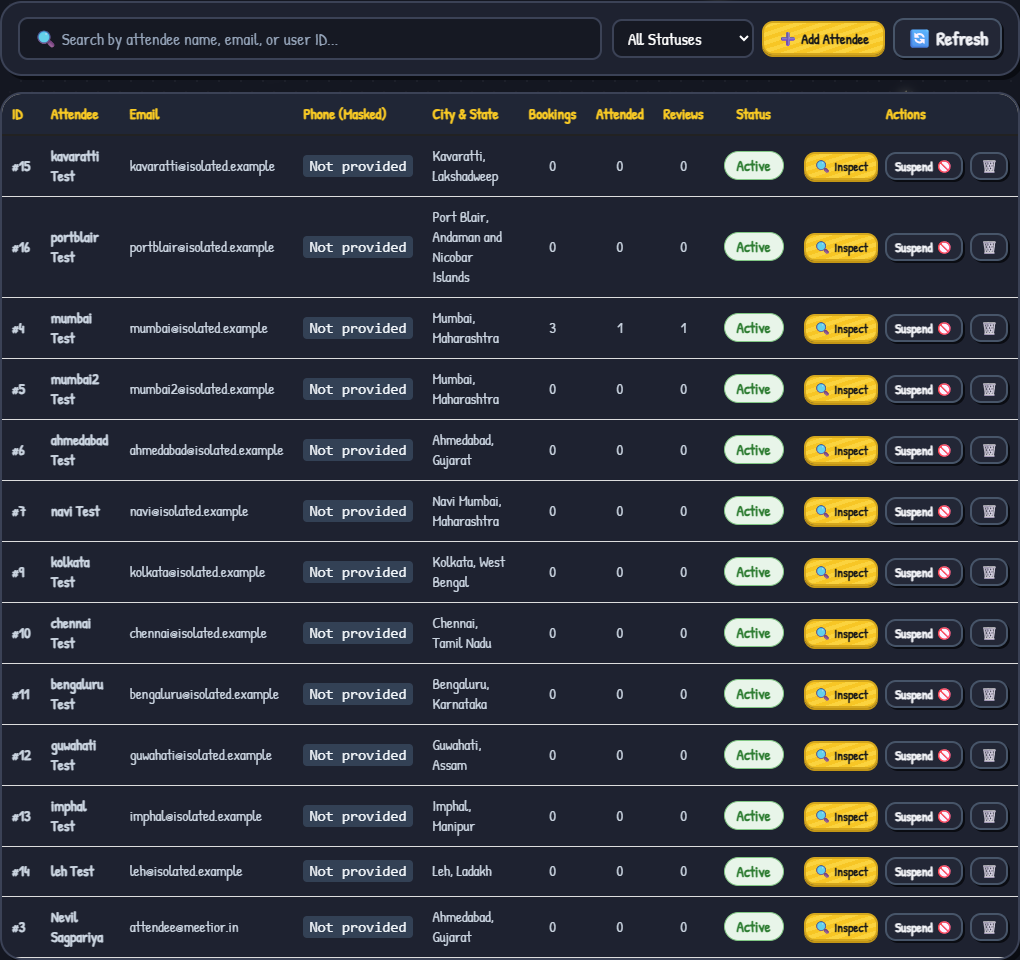 🔍 Search by attendee name, email, or user ID...
All Statuses
➕ Add Attendee
🔄 Refresh
ID Attendee Email Phone (Masked) City & State Bookings Attended Reviews Status Actions
#15 kavaratti Test kavaratti@isolated.example Not provided Kavaratti, Lakshadweep 0 0 0 Active 🔍 Inspect Suspend 🚫 🗑
#16 portblair Test portblair@isolated.example Not provided Port Blair, Andaman and Nicobar Islands 0 0 0 Active 🔍 Inspect Suspend 🚫 🗑
#4 mumbai Test mumbai@isolated.example Not provided Mumbai, Maharashtra 3 1 1 Active 🔍 Inspect Suspend 🚫 🗑
#5 mumbai2 Test mumbai2@isolated.example Not provided Mumbai, Maharashtra 0 0 0 Active 🔍 Inspect Suspend 🚫 🗑
#6 ahmedabad Test ahmedabad@isolated.example Not provided Ahmedabad, Gujarat 0 0 0 Active 🔍 Inspect Suspend 🚫 🗑
#7 navi Test navi@isolated.example Not provided Navi Mumbai, Maharashtra 0 0 0 Active 🔍 Inspect Suspend 🚫 🗑
#9 kolkata Test kolkata@isolated.example Not provided Kolkata, West Bengal 0 0 0 Active 🔍 Inspect Suspend 🚫 🗑
#10 chennai Test chennai@isolated.example Not provided Chennai, Tamil Nadu 0 0 0 Active 🔍 Inspect Suspend 🚫 🗑
#11 bengaluru Test bengaluru@isolated.example Not provided Bengaluru, Karnataka 0 0 0 Active 🔍 Inspect Suspend 🚫 🗑
#12 guwahati Test guwahati@isolated.example Not provided Guwahati, Assam 0 0 0 Active 🔍 Inspect Suspend 🚫 🗑
#13 imphal Test imphal@isolated.example Not provided Imphal, Manipur 0 0 0 Active 🔍 Inspect Suspend 🚫 🗑
#14 leh Test leh@isolated.example Not provided Leh, Ladakh 0 0 0 Active 🔍 Inspect Suspend 🚫 🗑
#3 Nevil Sagpariya attendee@meetior.in Not provided Ahmedabad, Gujarat 0 0 0 Active 🔍 Inspect Suspend 🚫 🗑